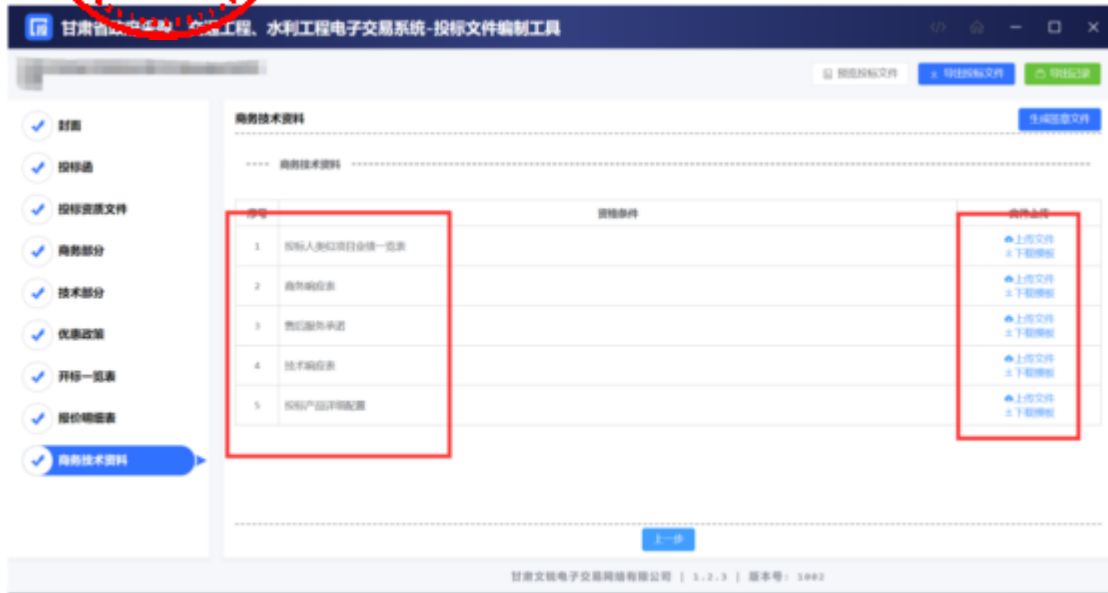 甘肃省政府采购、交通工程、水利工程电子交易系统-投标文件编制工具
预览投标文件
导出投标文件
导出记录
封面
投标函
投标资质文件
商务部分
技术部分
优惠政策
开标一览表
报价明细表
商务技术资料
商务技术资料
生成签章文件
商务技术资料
序号 资格条件 文件上传
1 投标人类似项目业绩一览表 上传文件
下载模板
2 商务响应表 上传文件
下载模板
3 售后服务承诺 上传文件
下载模板
4 技术响应表 上传文件
下载模板
5 投标产品详细配置 上传文件
下载模板
上一步
甘肃文锐电子交易网络有限公司 | 1.2.3 | 版本号: 1002